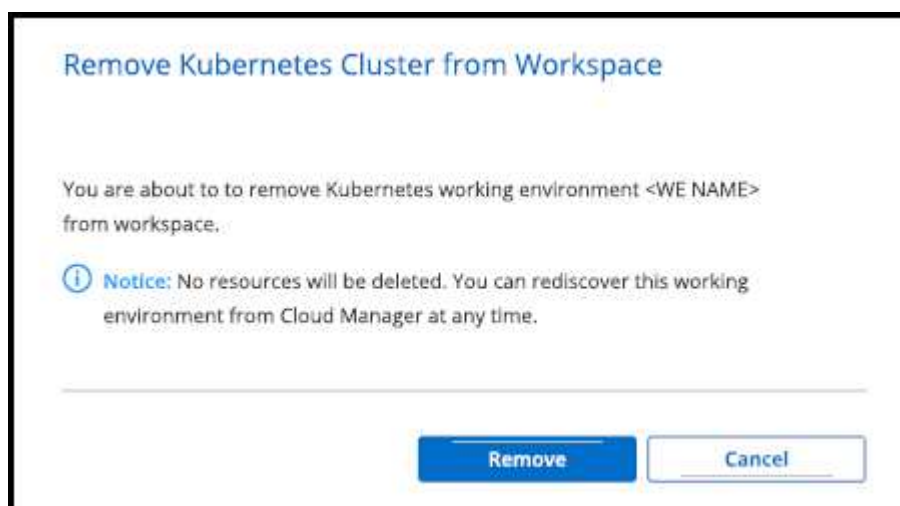 Remove Kubernetes Cluster from Workspace
You are about to to remove Kubernetes working environment <WE NAME>
from workspace.
Notice: No resources will be deleted. You can rediscover this working
environment from Cloud Manager at any time.
Remove
Cancel